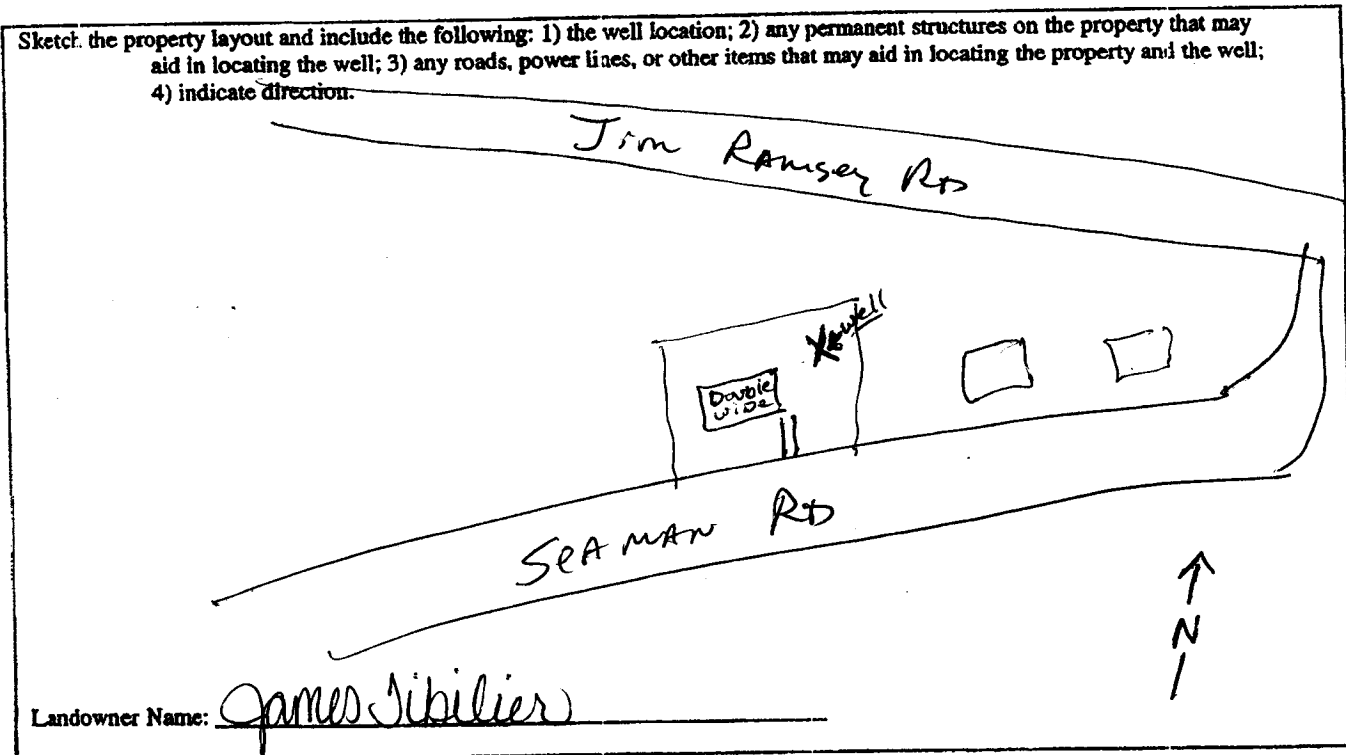 Sketch the property layout and include the following: 1) the well location; 2) any permanent structures on the property that may
aid in locating the well; 3) any roads, power lines, or other items that may aid in locating the property and the well;
4) indicate direction.
Jim Ramsey RD
X well
Double
WIDE
SeAMAN RD
N
Landowner Name: James Tibilier